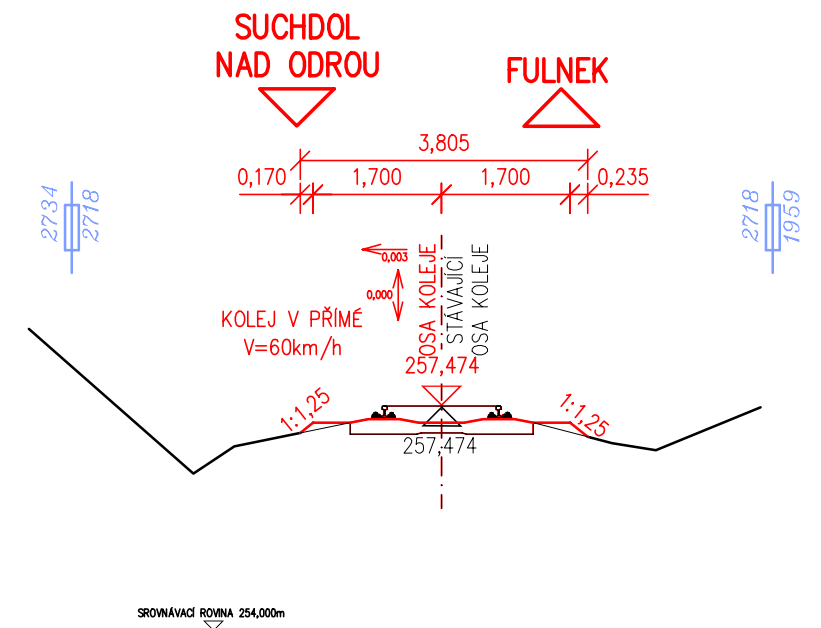 SUCHDOL
NAD ODROU
FULNEK
3,805
0,170
1,700
1,700
0,235
2734
2718
2718
1959
0,003
0,000
OSA KOLEJE
STÁVAJÍCÍ
OSA KOLEJE
KOLEJ V PŘÍMÉ
V=60km/h
257,474
1:1,25
1:1,25
257,474
SROVNÁVACÍ ROVINA 254,000m